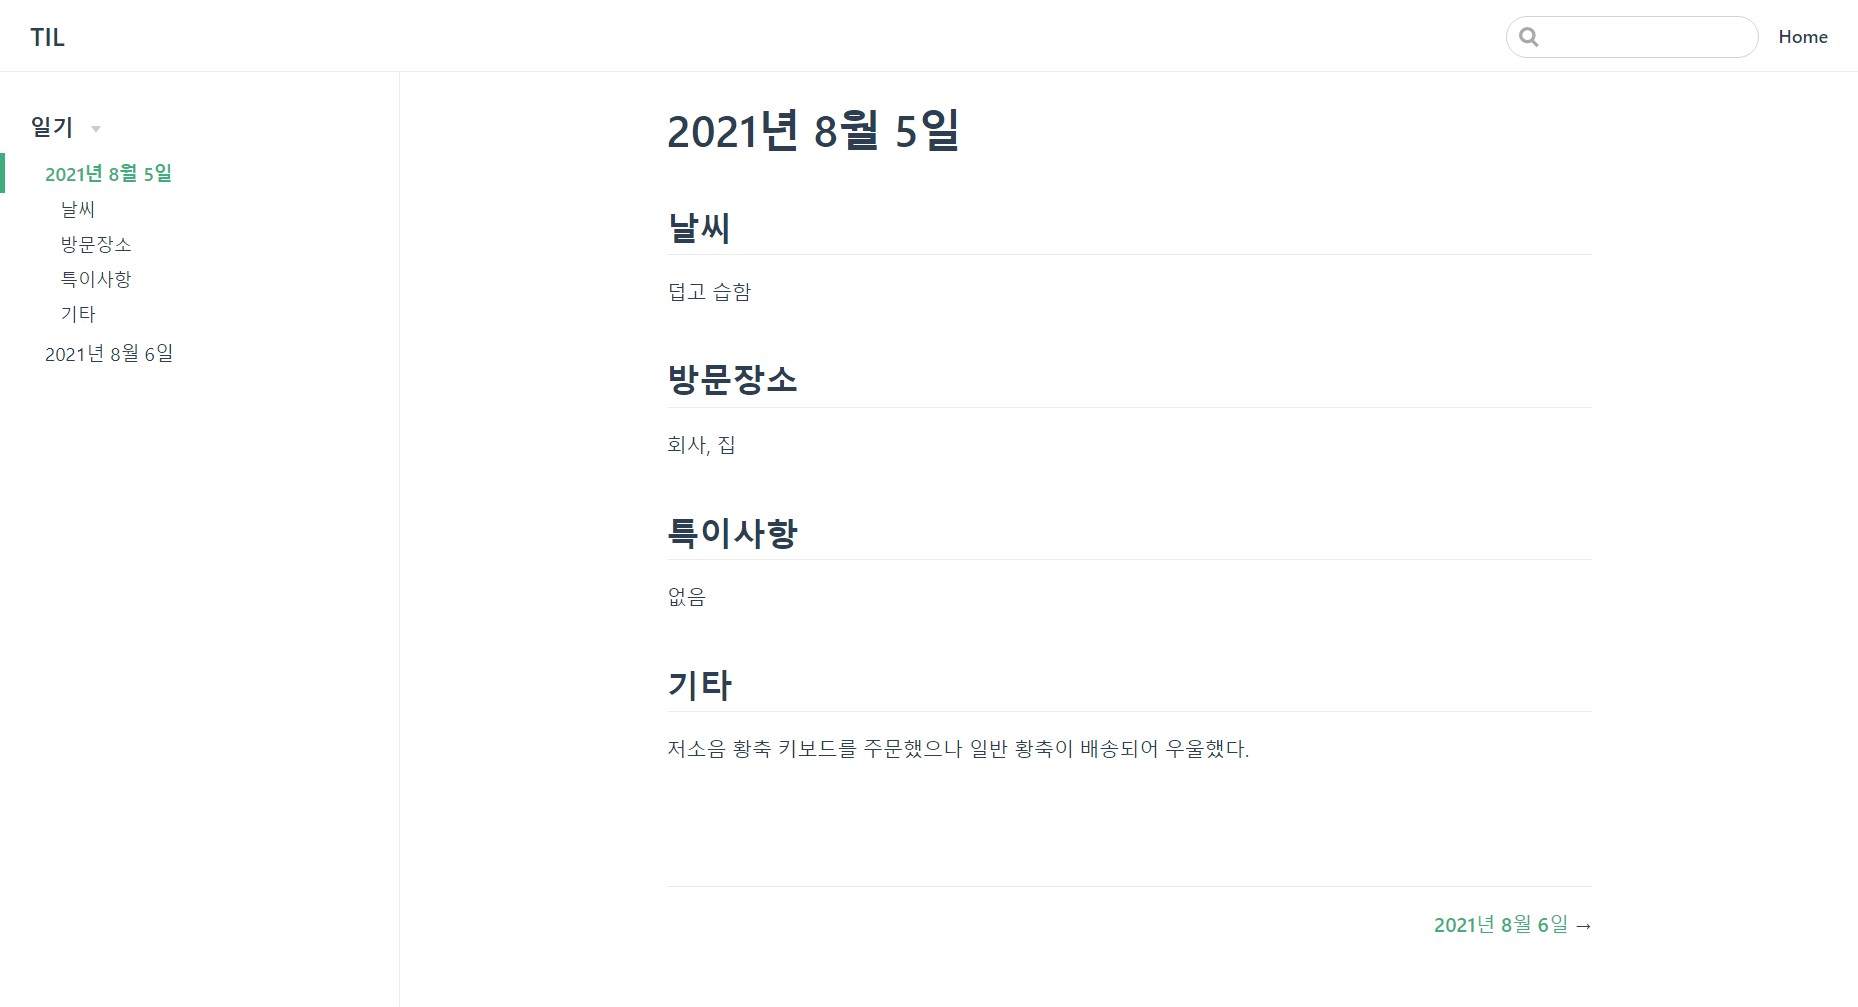 TIL
Home
일기
2021년 8월 5일
날씨
방문장소
특이사항
기타
2021년 8월 6일
2021년 8월 5일
날씨
덥고 습함
방문장소
회사, 집
특이사항
없음
기타
저소음 황축 키보드를 주문했으나 일반 황축이 배송되어 우울했다.
2021년 8월 6일 →